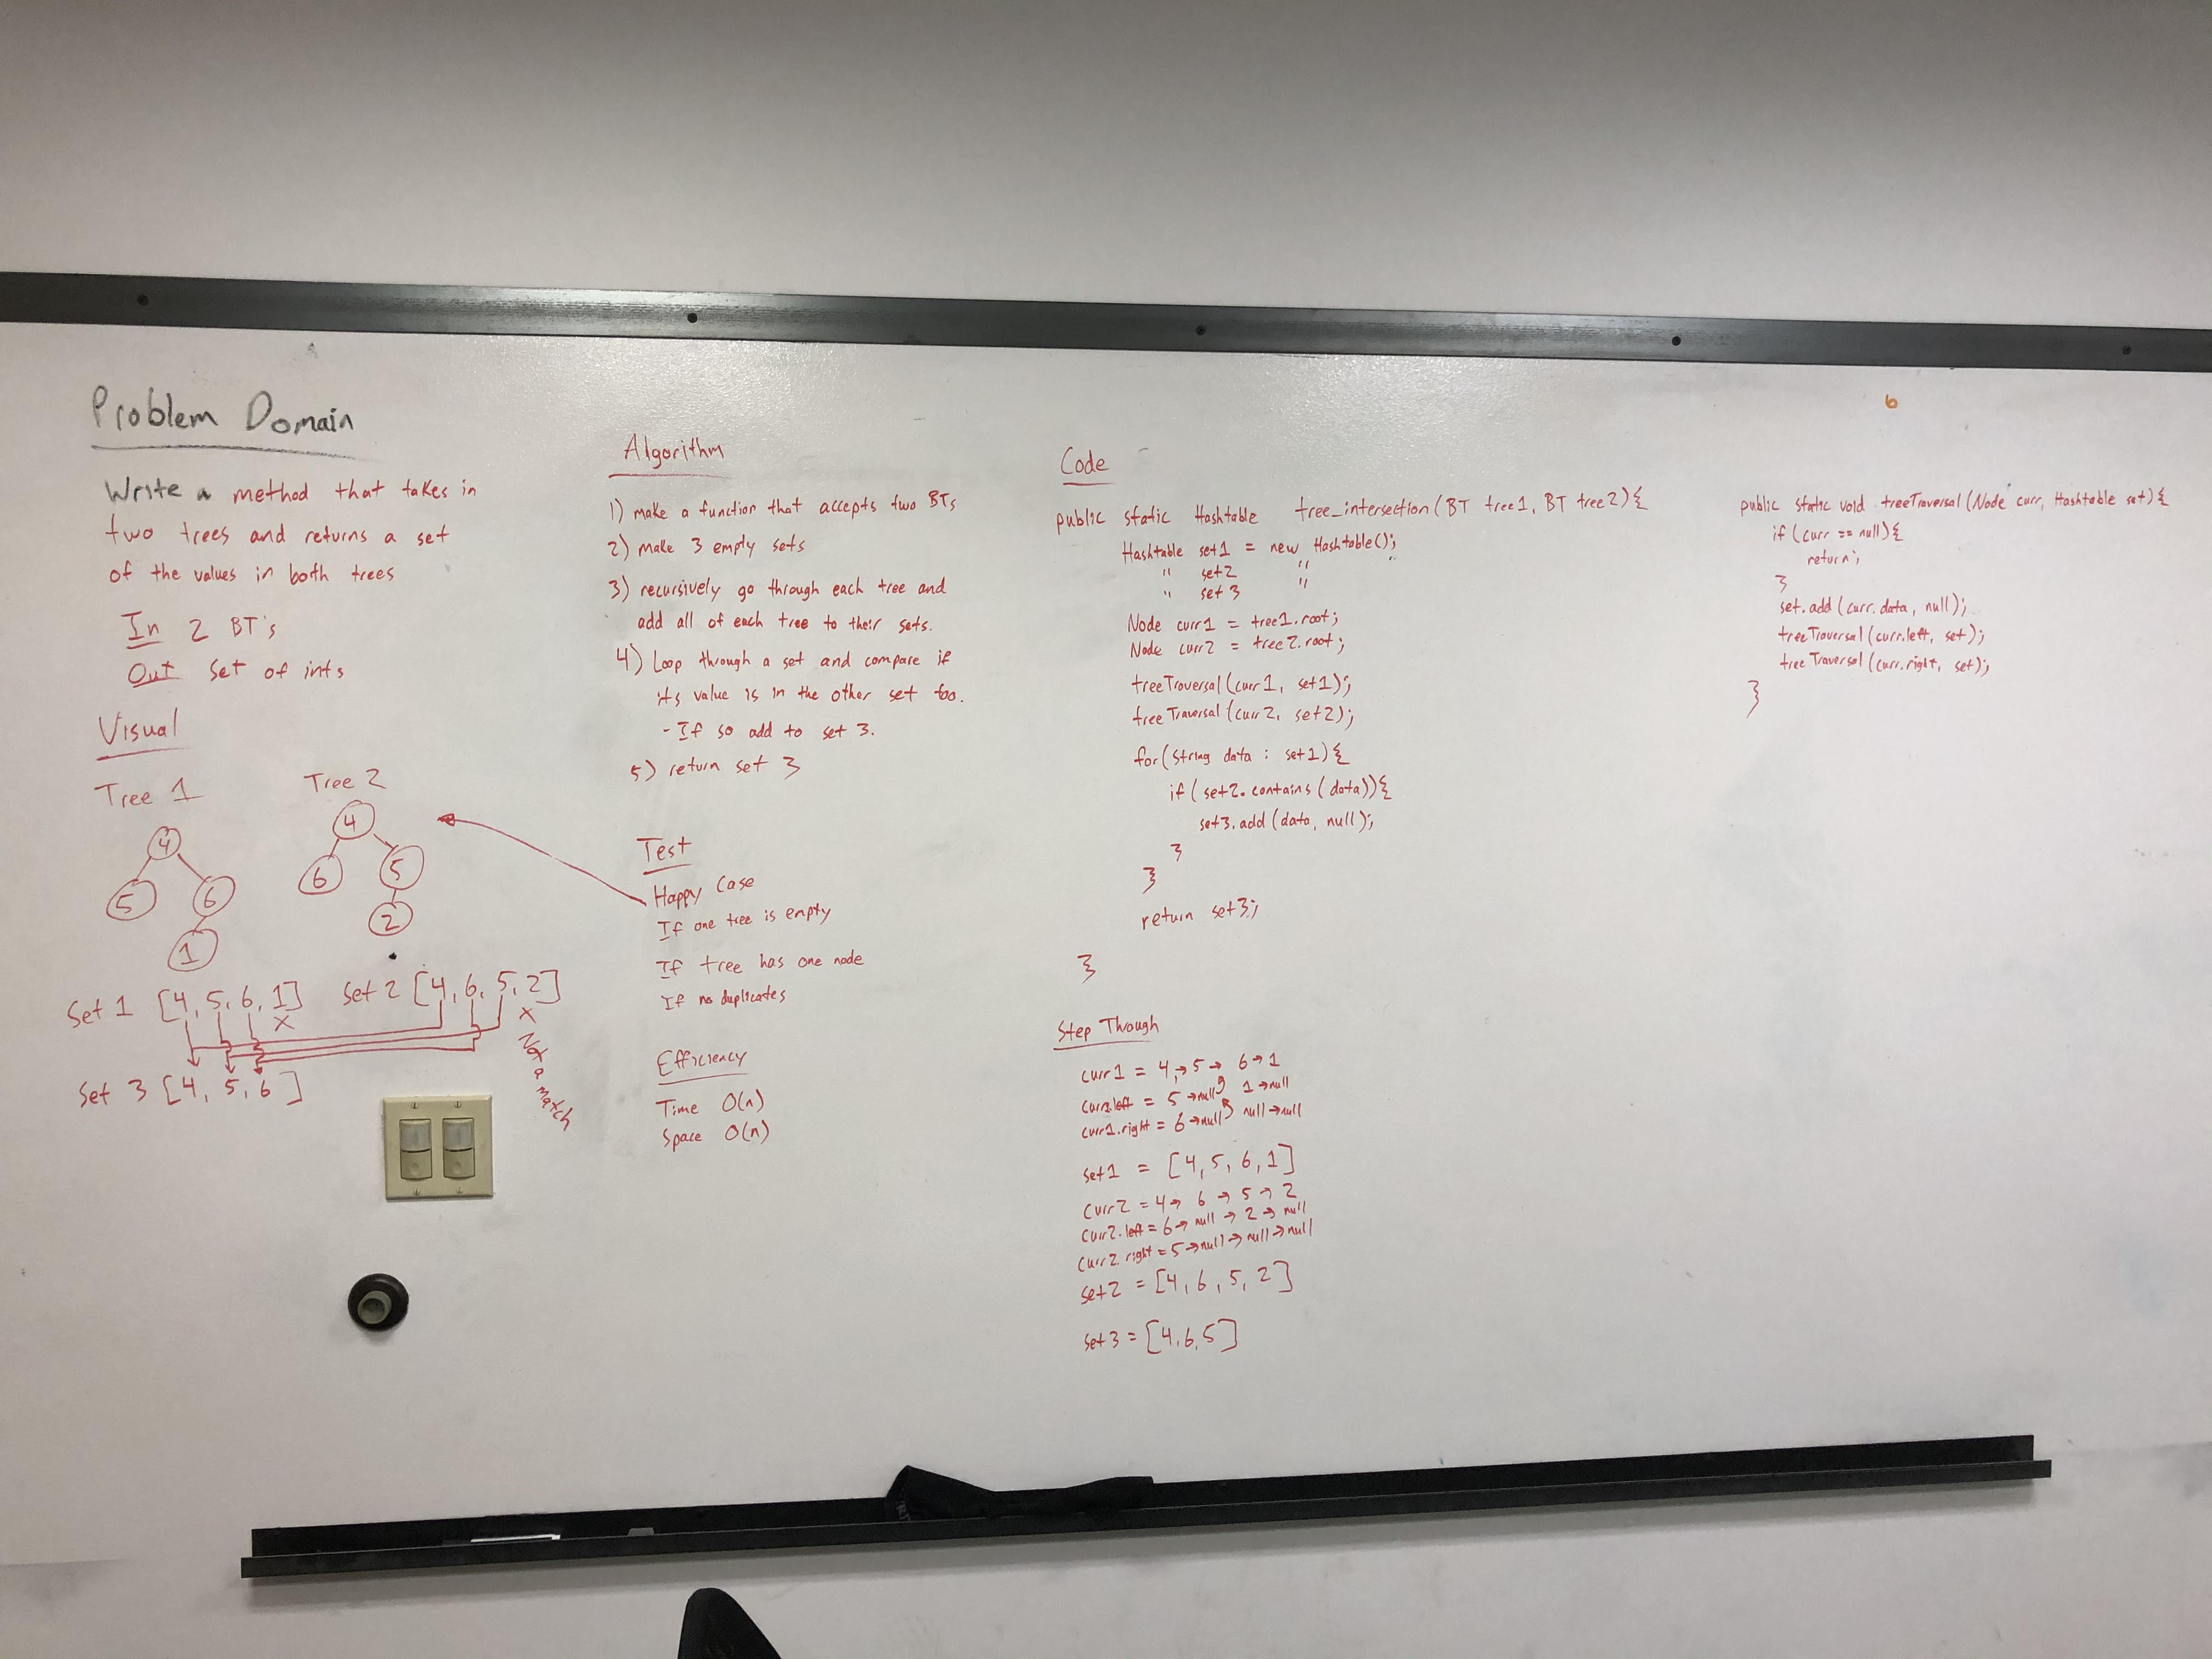 Problem Domain
Write a method that takes in
two trees and returns a set
of the values in both trees
In 2 BT's
Out set of ints
Visual
Tree 1
4
5 6
1
Tree 2
4
6 5
2
Set 1 [4, 5, 6, 1]
X
Set 2 [4, 6, 5, 2]
X Not a match
Set 3 [4, 5, 6 ]
Algorithm
1) make a function that accepts two BTs
2) make 3 empty sets
3) recursively go through each tree and
add all of each tree to their sets.
4) Loop through a set and compare if
its value is in the other set too.
- If so add to set 3.
5) return set 3
Test
Happy Case
If one tree is empty
If tree has one node
If no duplicates
Efficiency
Time O(n)
Space O(n)
Code
public static Hashtable tree_intersection(BT tree1, BT tree2){
Hashtable set1 = new Hashtable();
" set2 "
" set3 "
Node curr1 = tree1.root;
Node curr2 = tree2.root;
treeTraversal(curr1, set1);
treeTraversal(curr2, set2);
for(String data : set1){
if(set2.contains(data)){
set3.add(data, null);
}
}
return set3;
}
Step Though
curr1 = 4 → 5 → 6 → 1
curr1.left = 5 → null → 1 → null
curr1.right = 6 → null → null → null
set1 = [4, 5, 6, 1]
curr2 = 4 → 6 → 5 → 2
curr2.left = 6 → null → 2 → null
curr2.right = 5 → null → null → null
set2 = [4, 6, 5, 2]
set3 = [4, 6, 5]
6
public static void treeTraversal(Node curr, Hashtable set){
if (curr == null){
return;
}
set.add(curr.data, null);
treeTraversal(curr.left, set);
treeTraversal(curr.right, set);
}